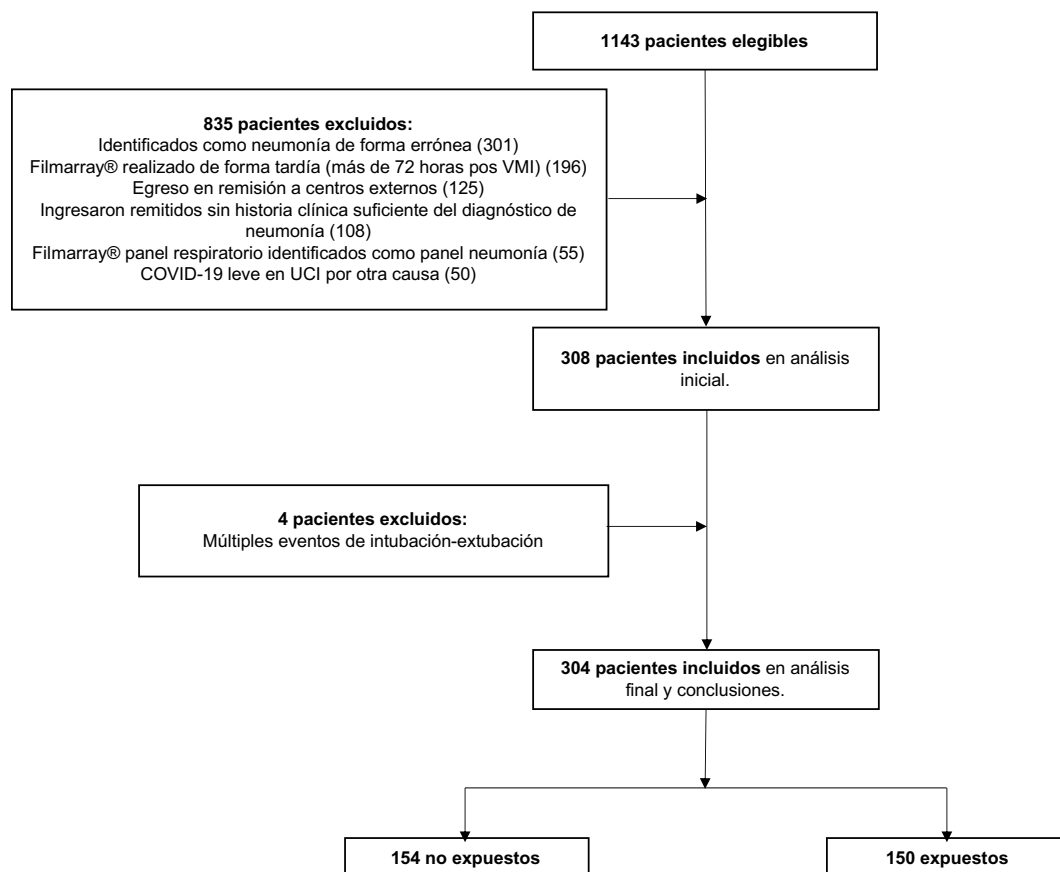 1143 pacientes elegibles
835 pacientes excluidos:
Identificados como neumonía de forma errónea (301)
Filmarray® realizado de forma tardía (más de 72 horas pos VMI) (196)
Egreso en remisión a centros externos (125)
Ingresaron remitidos sin historia clínica suficiente del diagnóstico de
neumonía (108)
Filmarray® panel respiratorio identificados como panel neumonía (55)
COVID-19 leve en UCI por otra causa (50)
308 pacientes incluidos en análisis
inicial.
4 pacientes excluidos:
Múltiples eventos de intubación-extubación
304 pacientes incluidos en análisis
final y conclusiones.
154 no expuestos
150 expuestos